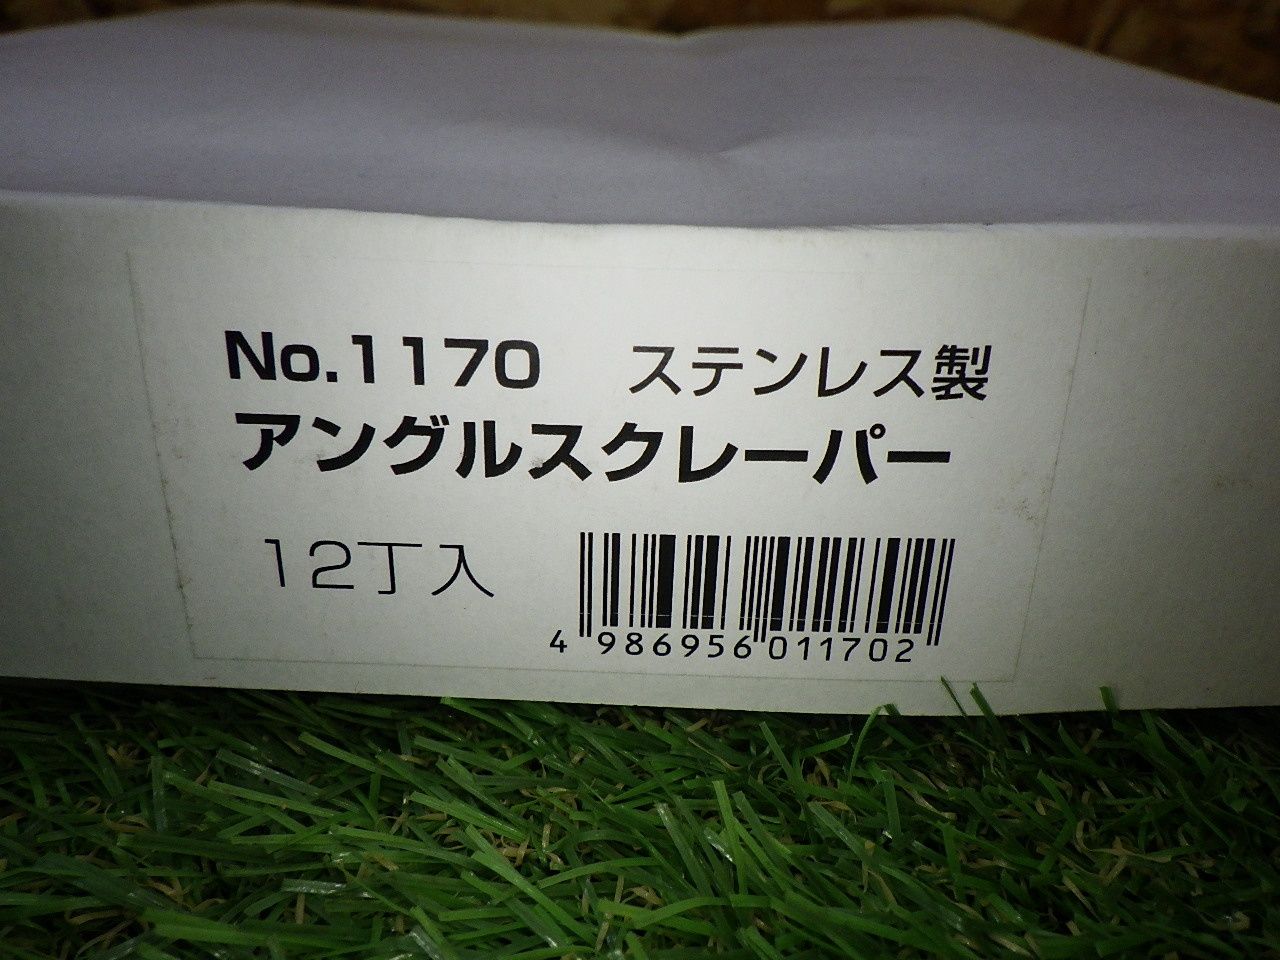 No.1170 ステンレス製
アングルスクレーパー
12丁入
4 986956 011702